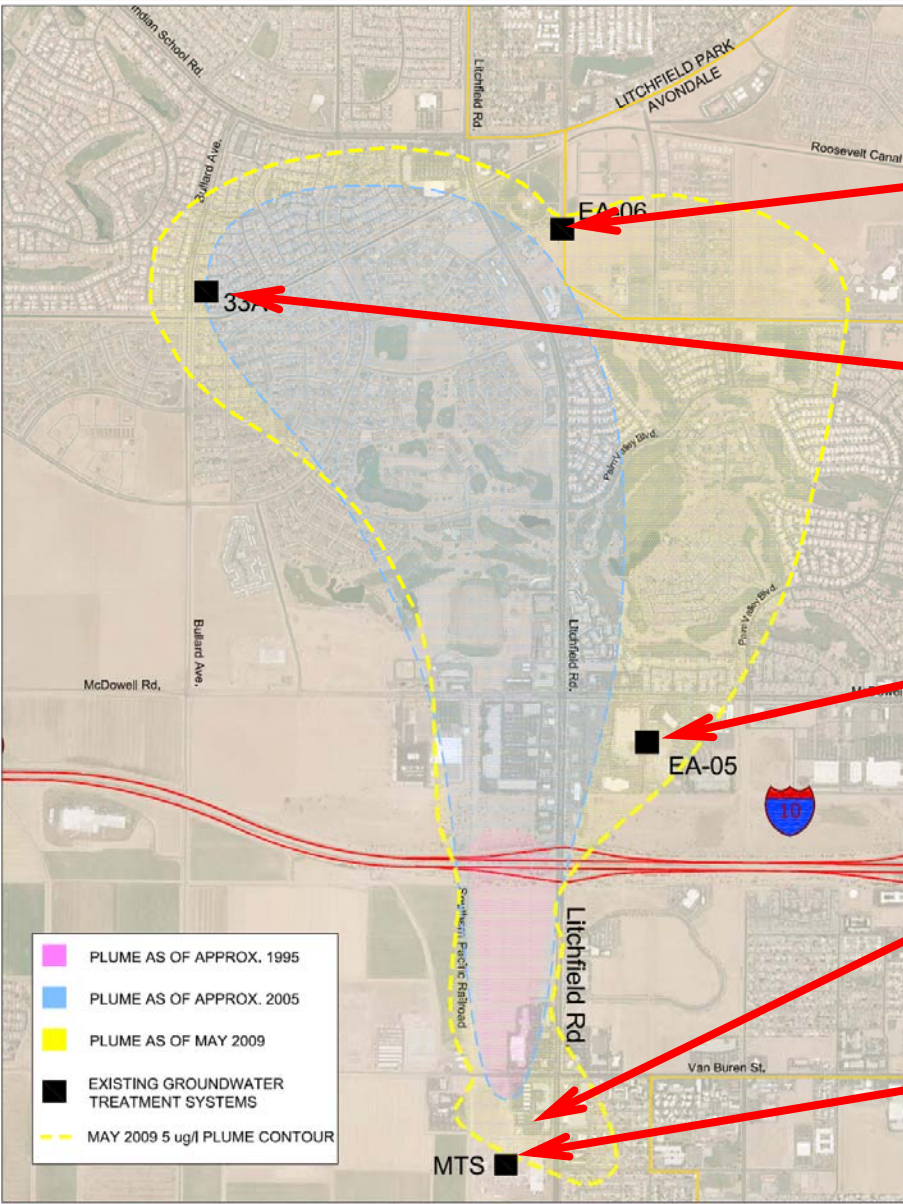 Indian School Rd.
Litchfield Rd.
LITCHFIELD PARK
AVONDALE
Bullard Ave.
Roosevelt Canal
EA-06
33A
Palm Valley Blvd.
Litchfield Rd.
Palm Valley Blvd.
Bullard Ave.
McDowell Rd.
McDowell
EA-05
10
Southern Pacific Railroad
Litchfield Rd
Van Buren St.
MTS
PLUME AS OF APPROX. 1995
PLUME AS OF APPROX. 2005
PLUME AS OF MAY 2009
EXISTING GROUNDWATER
TREATMENT SYSTEMS
MAY 2009 5 ug/l PLUME CONTOUR